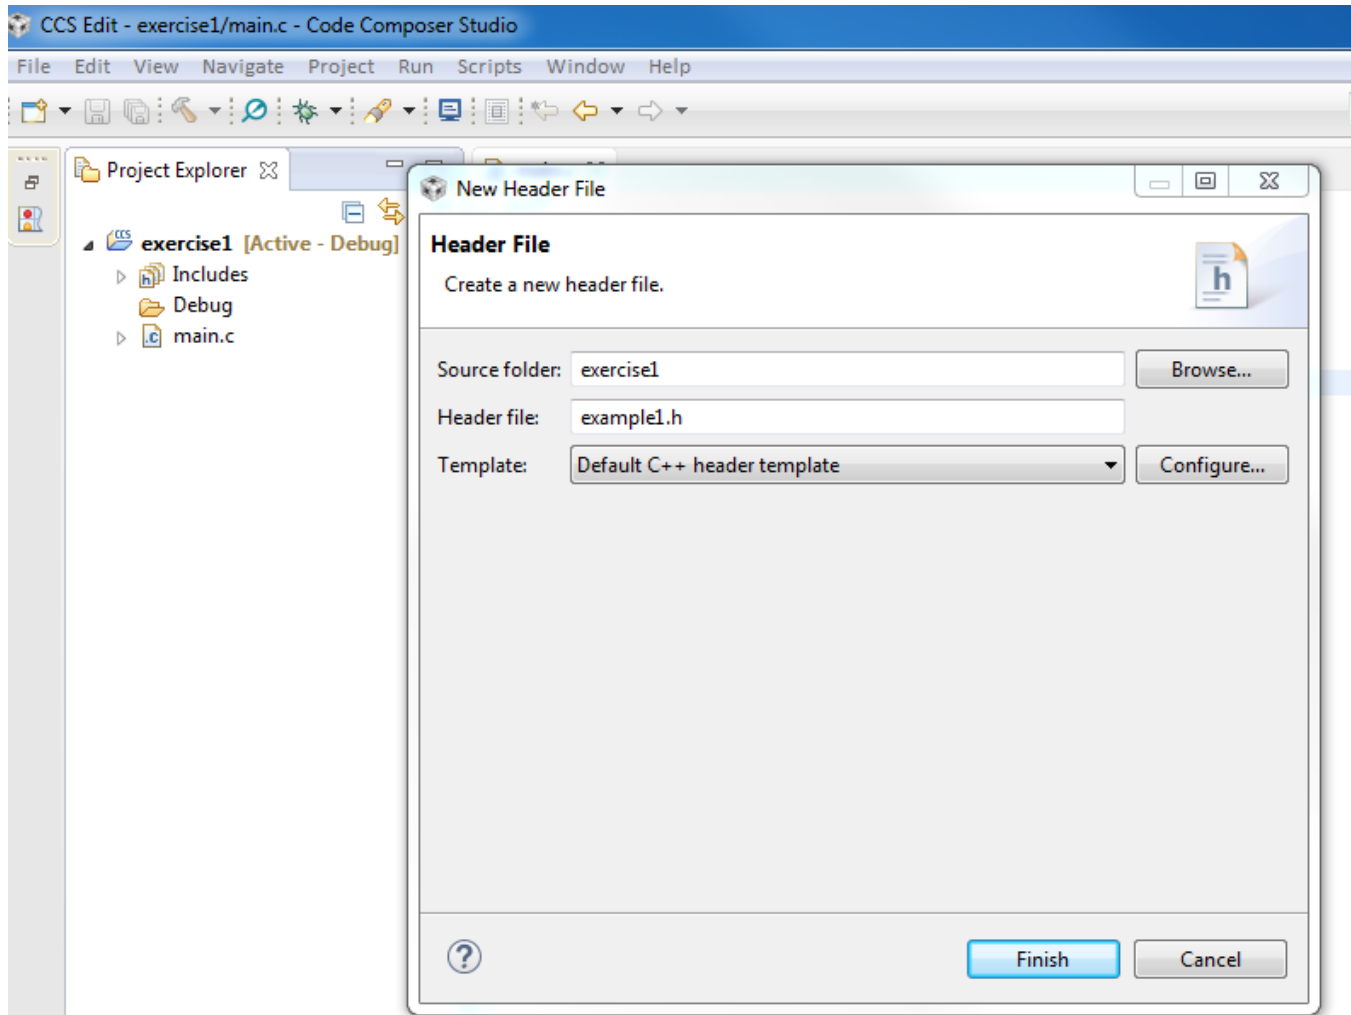 CCS Edit - exercise1/main.c - Code Composer Studio
File Edit View Navigate Project Run Scripts Window Help
Project Explorer
New Header File
exercise1 [Active - Debug]
Includes
Debug
main.c
Header File
Create a new header file.
Source folder: exercise1 Browse...
Header file: example1.h
Template: Default C++ header template Configure...
Finish Cancel